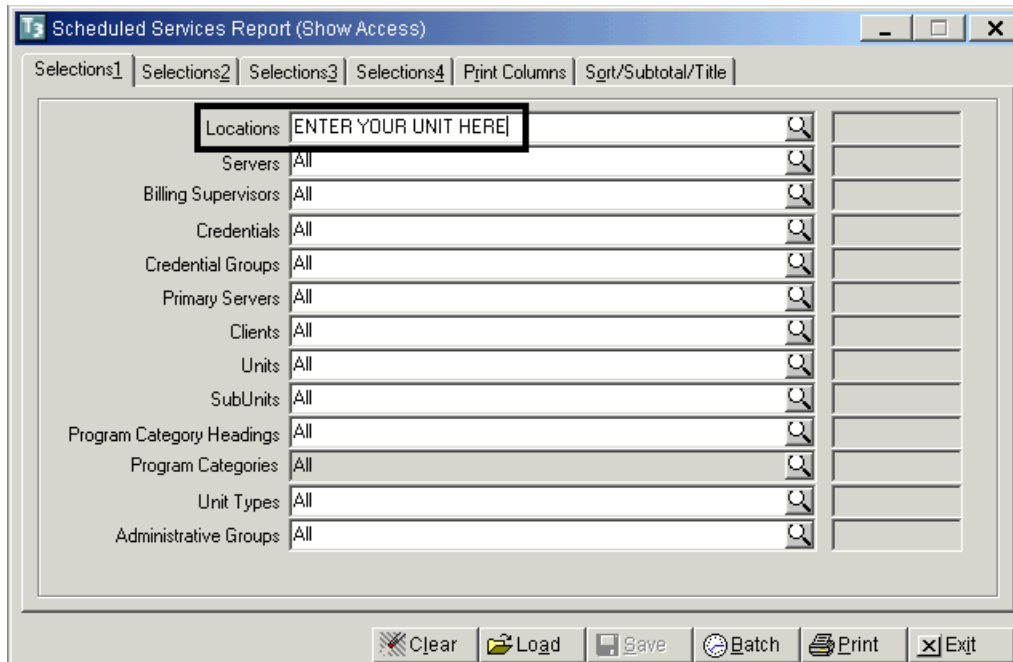 T3 Scheduled Services Report (Show Access)
Selections1 Selections2 Selections3 Selections4 Print Columns Sort/Subtotal/Title
Locations ENTER YOUR UNIT HERE
Servers All
Billing Supervisors All
Credentials All
Credential Groups All
Primary Servers All
Clients All
Units All
SubUnits All
Program Category Headings All
Program Categories All
Unit Types All
Administrative Groups All
Clear Load Save Batch Print Exit